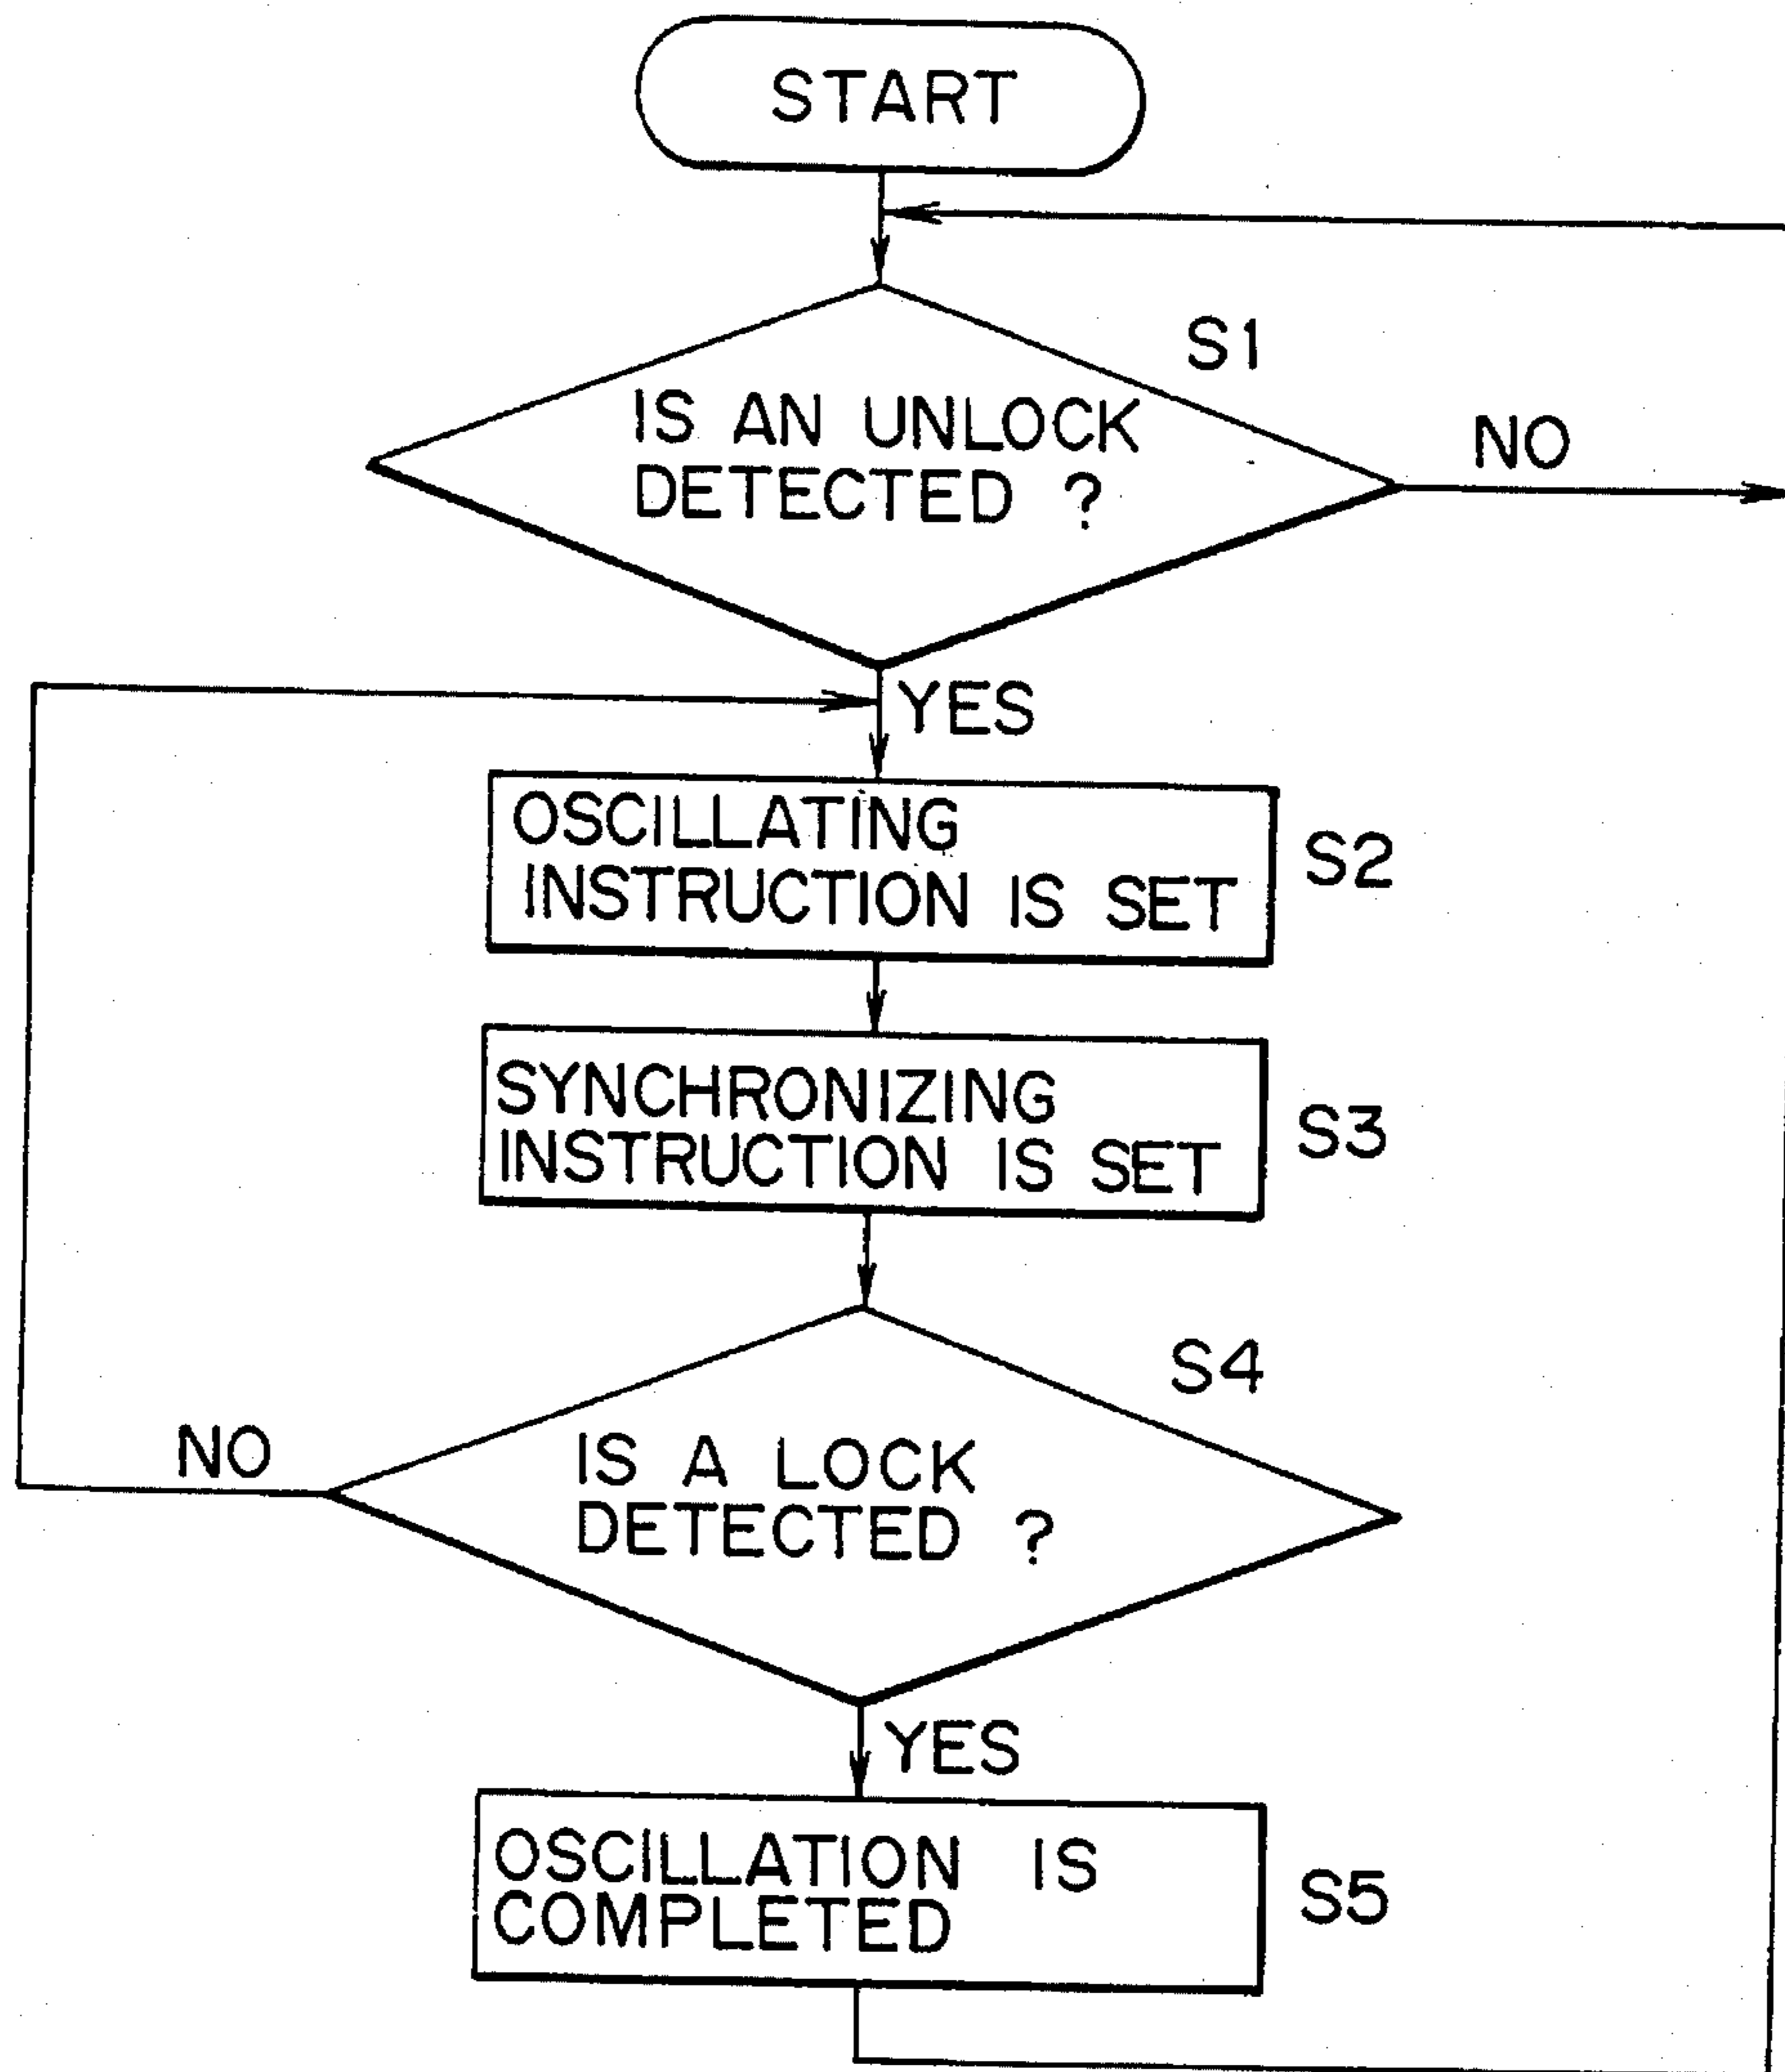 START
S1
IS AN UNLOCK
DETECTED ?
NO
YES
OSCILLATING
INSTRUCTION IS SET
S2
SYNCHRONIZING
INSTRUCTION IS SET
S3
S4
NO
IS A LOCK
DETECTED ?
YES
OSCILLATION IS
COMPLETED
S5